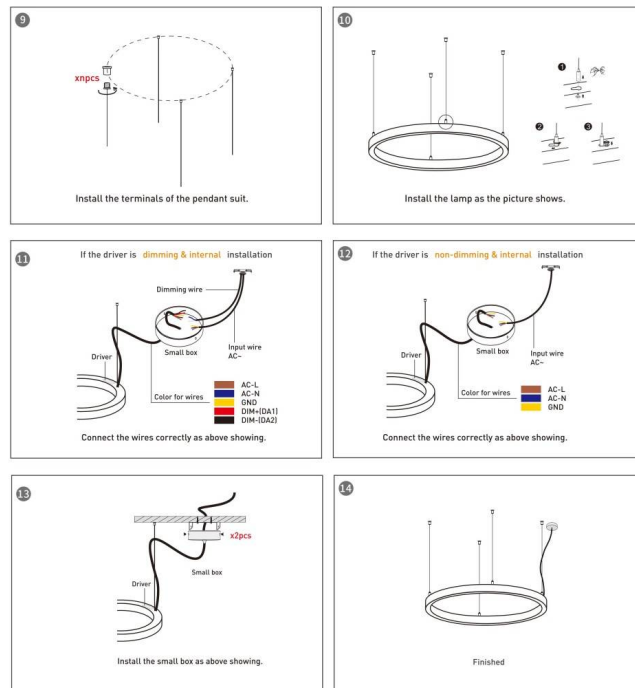 9
xnpcs
Install the terminals of the pendant suit.
10
1
2
3
Install the lamp as the picture shows.
11
If the driver is dimming & internal installation
Dimming wire
Small box
Input wire
AC~
Driver
Color for wires
AC-L
AC-N
GND
DIM+(DA1)
DIM-(DA2)
Connect the wires correctly as above showing.
12
If the driver is non-dimming & internal installation
Small box
Input wire
AC~
Driver
Color for wires
AC-L
AC-N
GND
Connect the wires correctly as above showing.
13
x2pcs
Small box
Driver
Install the small box as above showing.
14
Finished